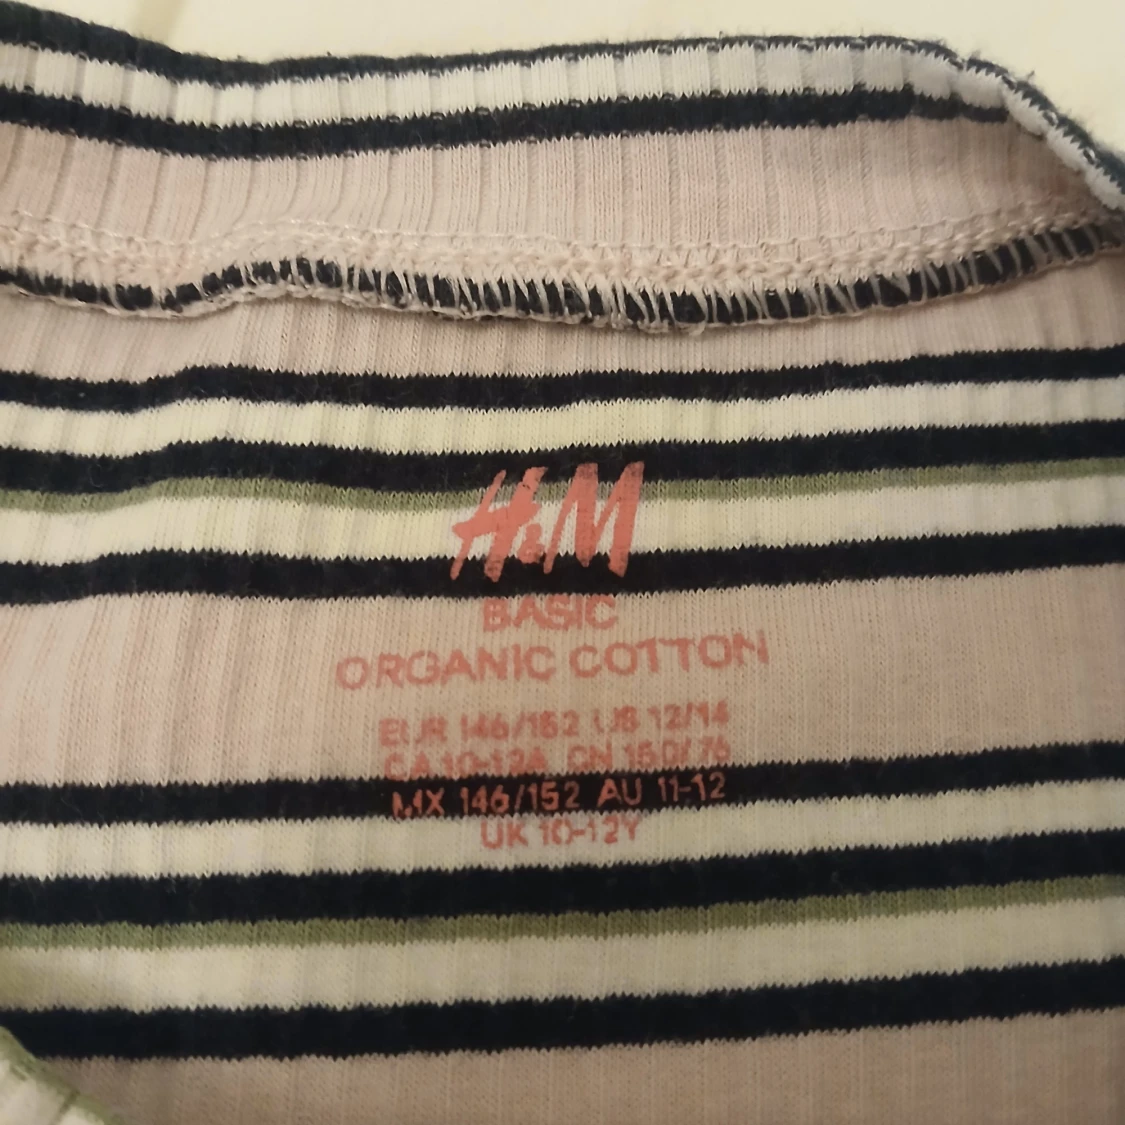 H&M
BASIC
ORGANIC COTTON
EUR 146/152 US 12/14
CA 10-12A CN 150/76
MX 146/152 AU 11-12
UK 10-12Y